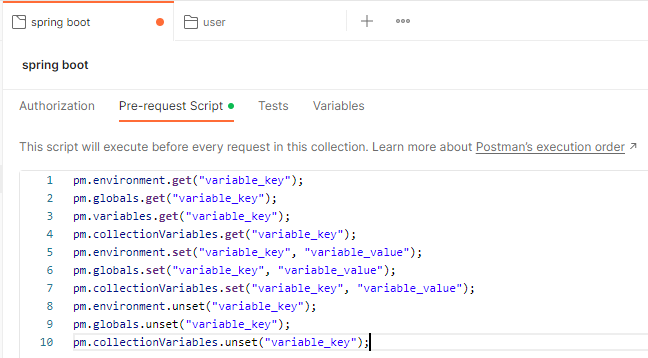 spring boot
user
spring boot
Authorization
Pre-request Script
Tests
Variables
This script will execute before every request in this collection. Learn more about Postman's execution order ↗
1 pm.environment.get("variable_key");
2 pm.globals.get("variable_key");
3 pm.variables.get("variable_key");
4 pm.collectionVariables.get("variable_key");
5 pm.environment.set("variable_key", "variable_value");
6 pm.globals.set("variable_key", "variable_value");
7 pm.collectionVariables.set("variable_key", "variable_value");
8 pm.environment.unset("variable_key");
9 pm.globals.unset("variable_key");
10 pm.collectionVariables.unset("variable_key");